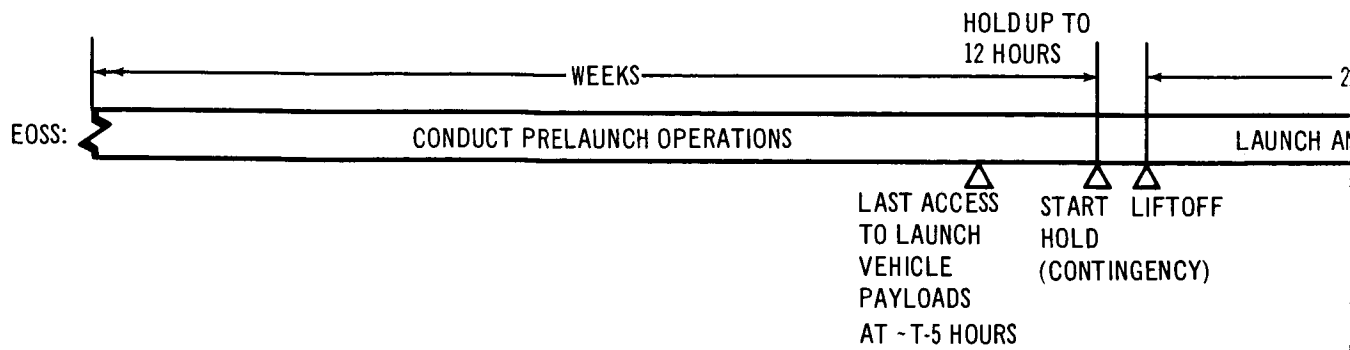 HOLD UP TO
12 HOURS
WEEKS
EOSS:
CONDUCT PRELAUNCH OPERATIONS
LAUNCH
LAST ACCESS
TO LAUNCH
VEHICLE
PAYLOADS
AT ~T-5 HOURS
START
HOLD
(CONTINGENCY)
LIFTOFF